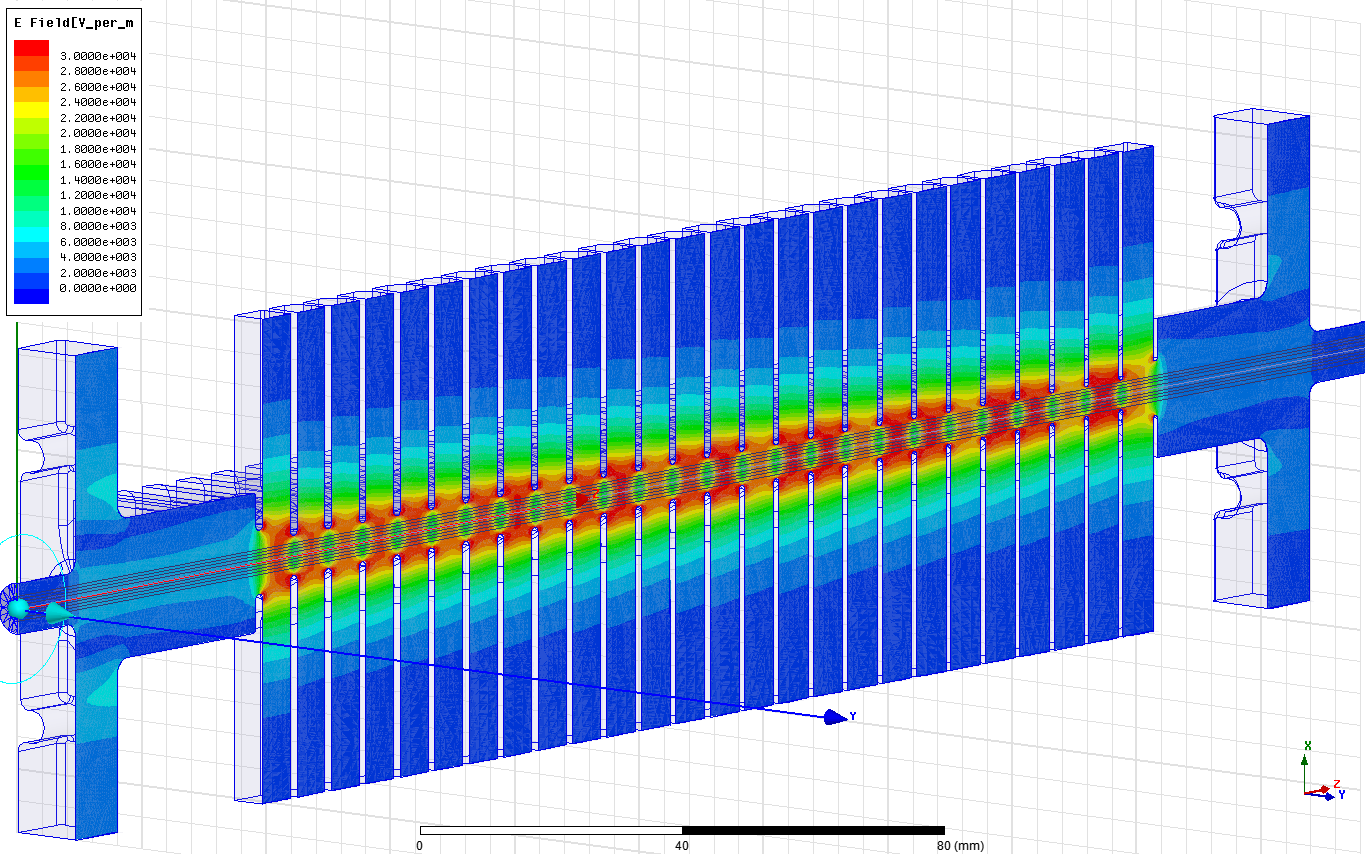 E Field[V_per_m
3.0000e+004
2.8000e+004
2.6000e+004
2.4000e+004
2.2000e+004
2.0000e+004
1.8000e+004
1.6000e+004
1.4000e+004
1.2000e+004
1.0000e+004
8.0000e+003
6.0000e+003
4.0000e+003
2.0000e+003
0.0000e+000
Y
X
Z
Y
0
40
80 (mm)